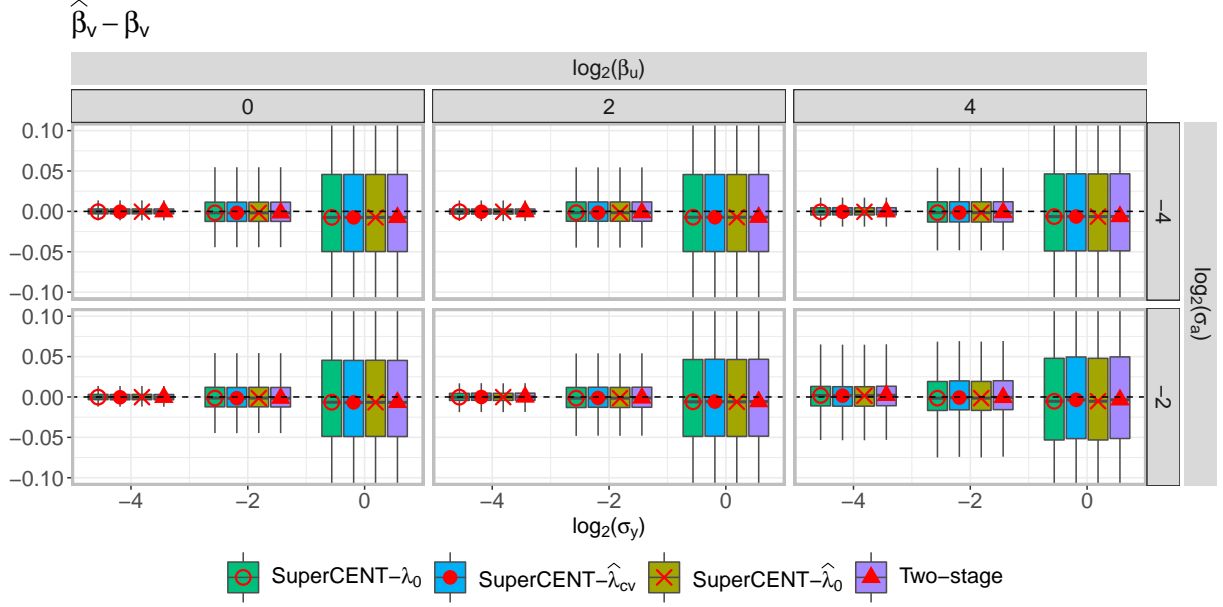 β̂ᵥ − βᵥ
log₂(βᵤ)
0 2 4
0.10
0.05
0.00
−0.05
−0.10
−4
0.10
0.05
0.00
−0.05
−0.10
−2
log₂(σₐ)
−4 −2 0 −4 −2 0 −4 −2 0
log₂(σ_y)
SuperCENT−λ₀ SuperCENT−λ̂_cv SuperCENT−λ̂₀ Two−stage